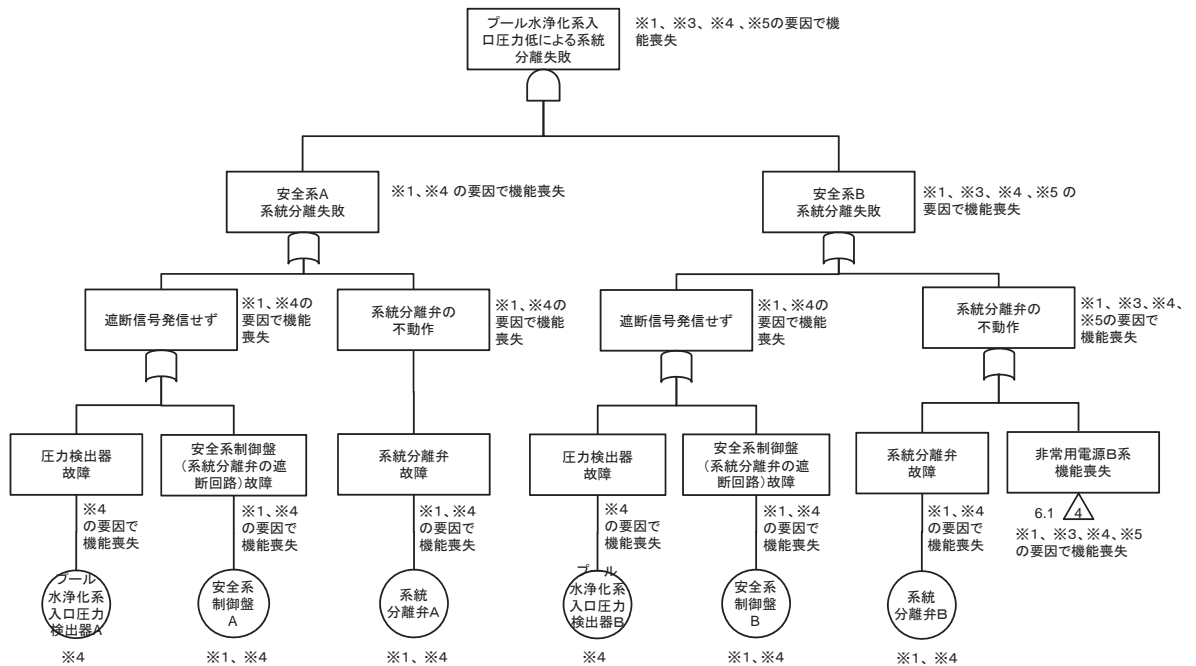 プール水浄化系入
口圧力低による系統
分離失敗
※1、※3、※4 、※5の要因で機
能喪失
安全系A
系統分離失敗
※1、※4 の要因で機能喪失
安全系B
系統分離失敗
※1、※3、※4 、※5 の
要因で機能喪失
遮断信号発信せず
※1、※4の
要因で機能
喪失
系統分離弁の
不動作
※1、※4の
要因で機能
喪失
遮断信号発信せず
※1、※4の
要因で機能
喪失
系統分離弁の
不動作
※1、※3、※4、
※5の要因で
機能喪失
圧力検出器
故障
安全系制御盤
(系統分離弁の遮
断回路)故障
系統分離弁
故障
圧力検出器
故障
安全系制御盤
(系統分離弁の遮
断回路)故障
系統分離弁
故障
非常用電源B系
機能喪失
※4
の要因で
機能喪失
※1、※4
の要因で
機能喪失
※1、※4
の要因で
機能喪失
※4
の要因で
機能喪失
※1、※4
の要因で
機能喪失
※1、※4
の要因で
機能喪失
6.1 4
※1、※3、※4、※5
の要因で機能喪失
プール
水浄化系
入口圧力
検出器A
安全系
制御盤
A
系統
分離弁A
プール
水浄化系
入口圧力
検出器B
安全系
制御盤
B
系統
分離弁B
※4
※1、※4
※1、※4
※4
※1、※4
※1、※4